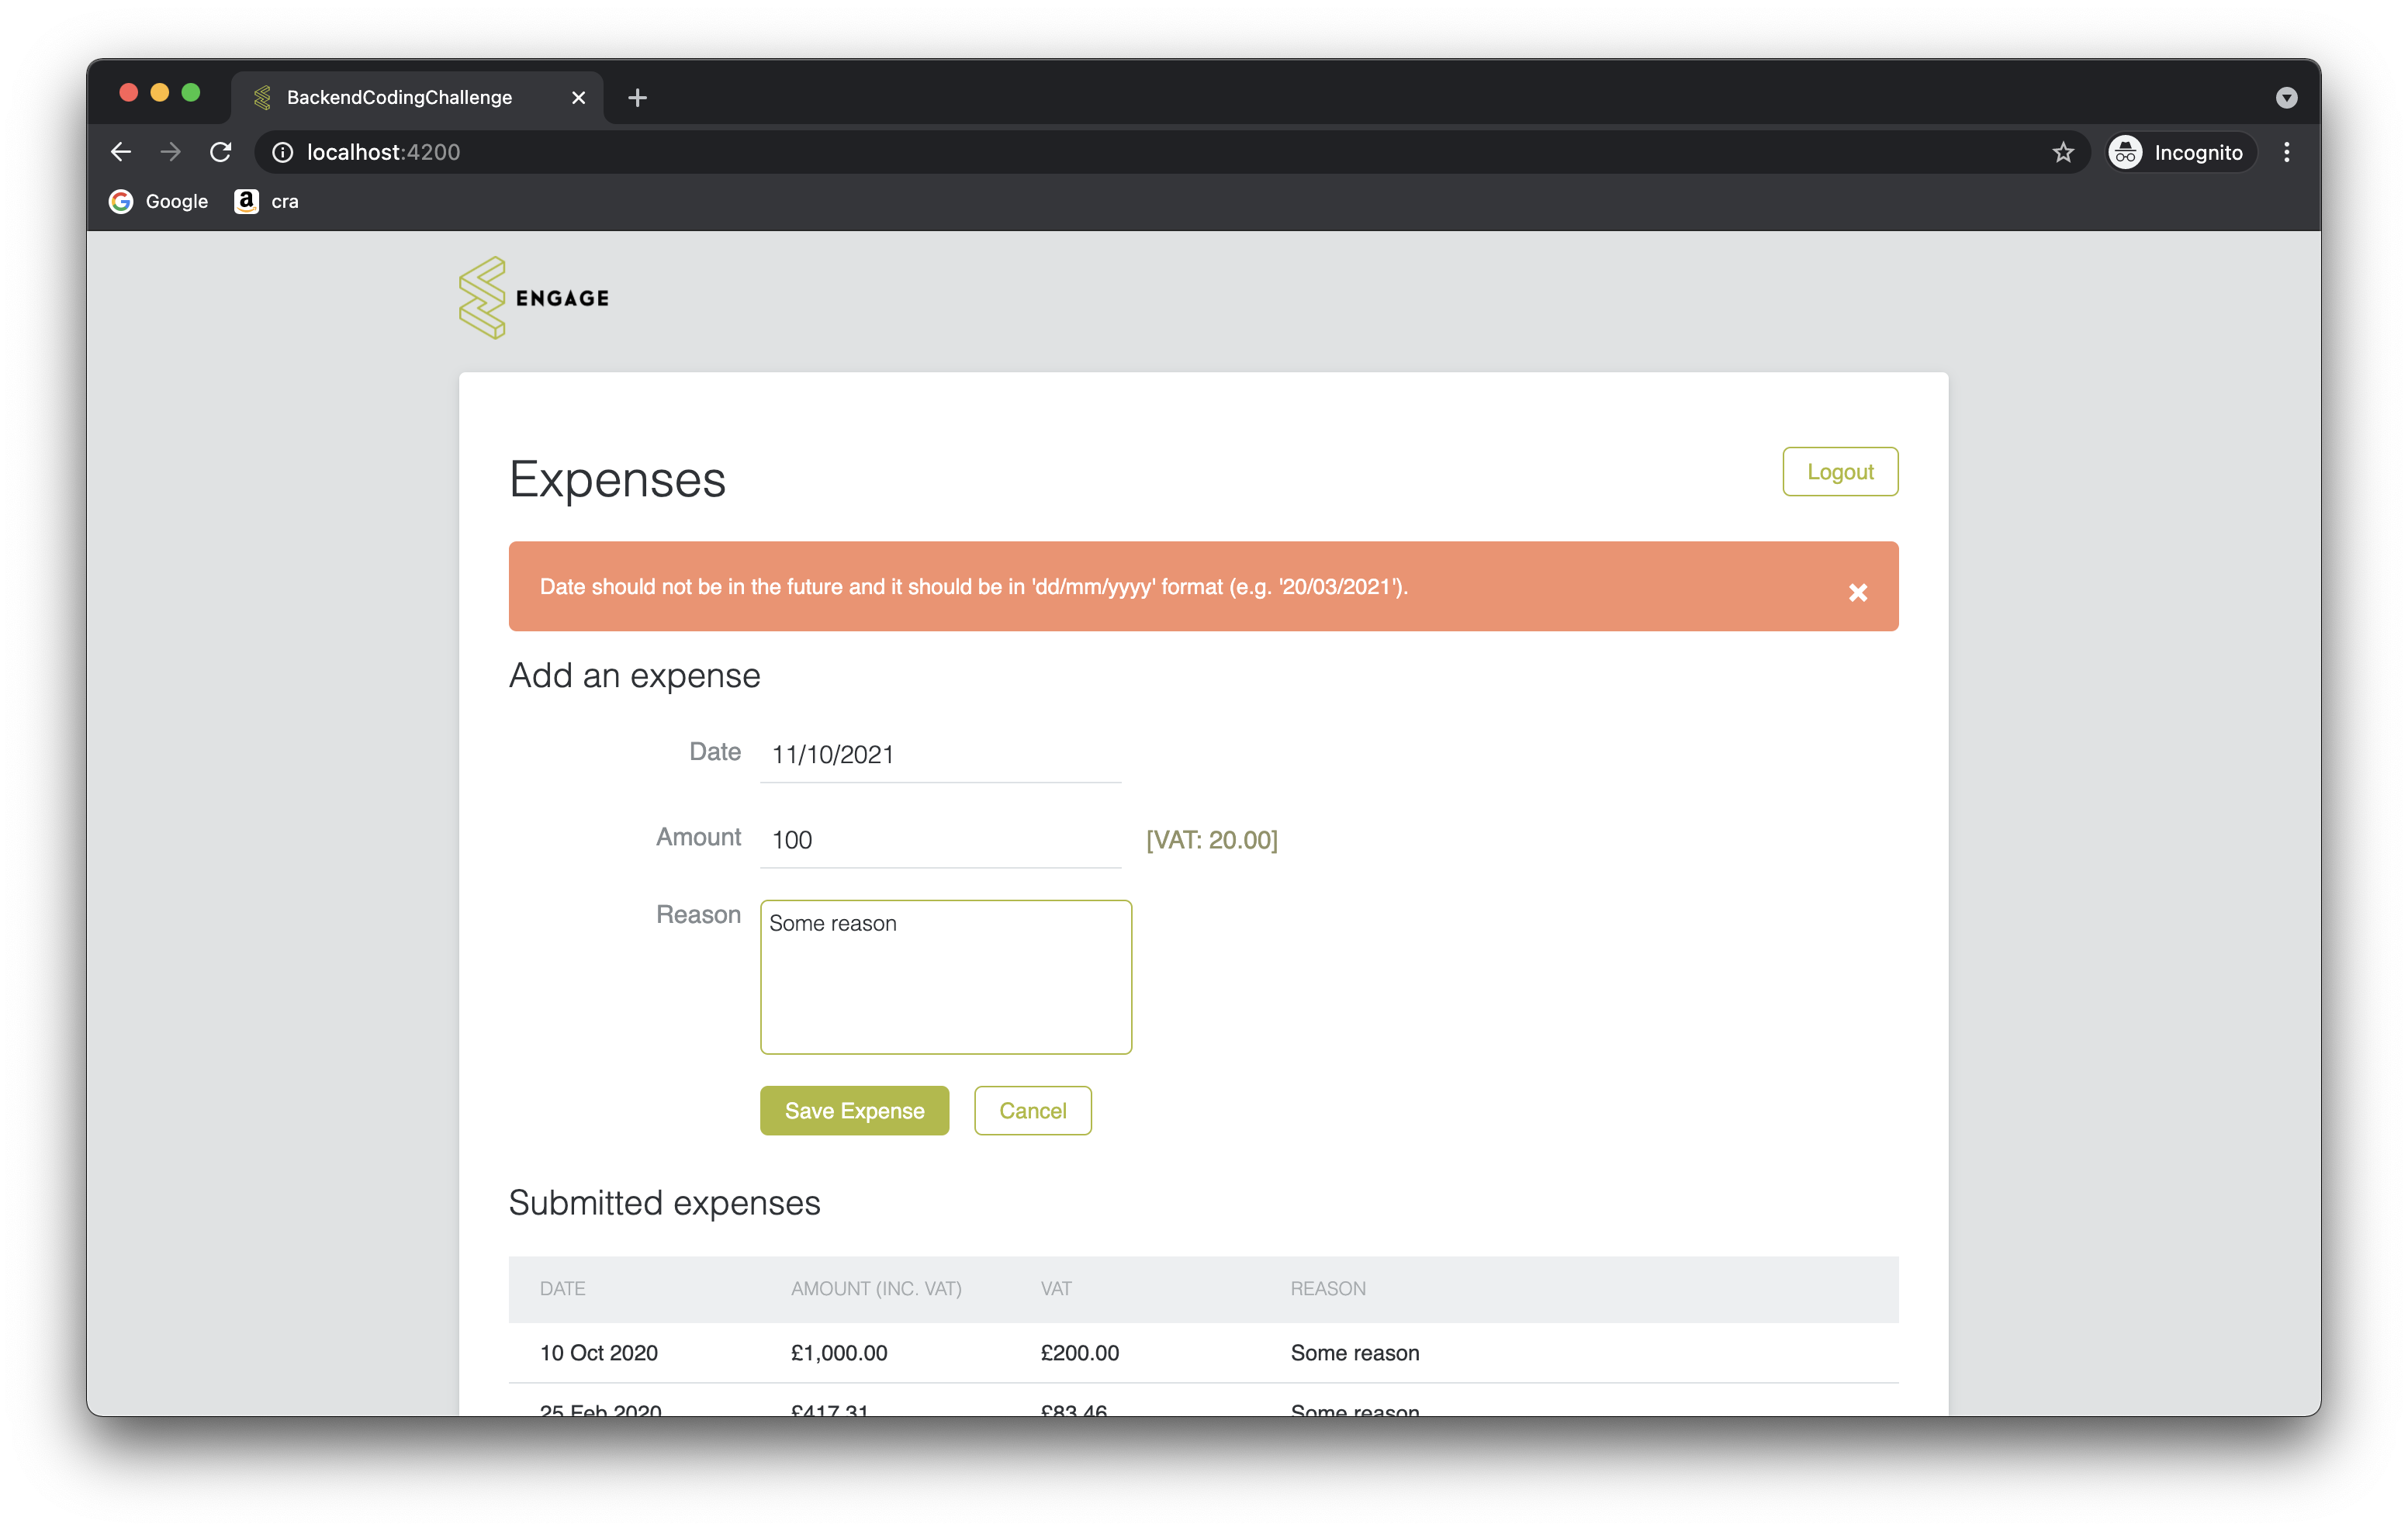 BackendCodingChallenge
localhost:4200
Incognito
Google
cra
ENGAGE
Expenses
Logout
Date should not be in the future and it should be in 'dd/mm/yyyy' format (e.g. '20/03/2021').
Add an expense
Date 11/10/2021
Amount 100 [VAT: 20.00]
Reason Some reason
Save Expense Cancel
Submitted expenses
DATE AMOUNT (INC. VAT) VAT REASON
10 Oct 2020 £1,000.00 £200.00 Some reason
25 Feb 2020 £417.31 £83.46 Some reason